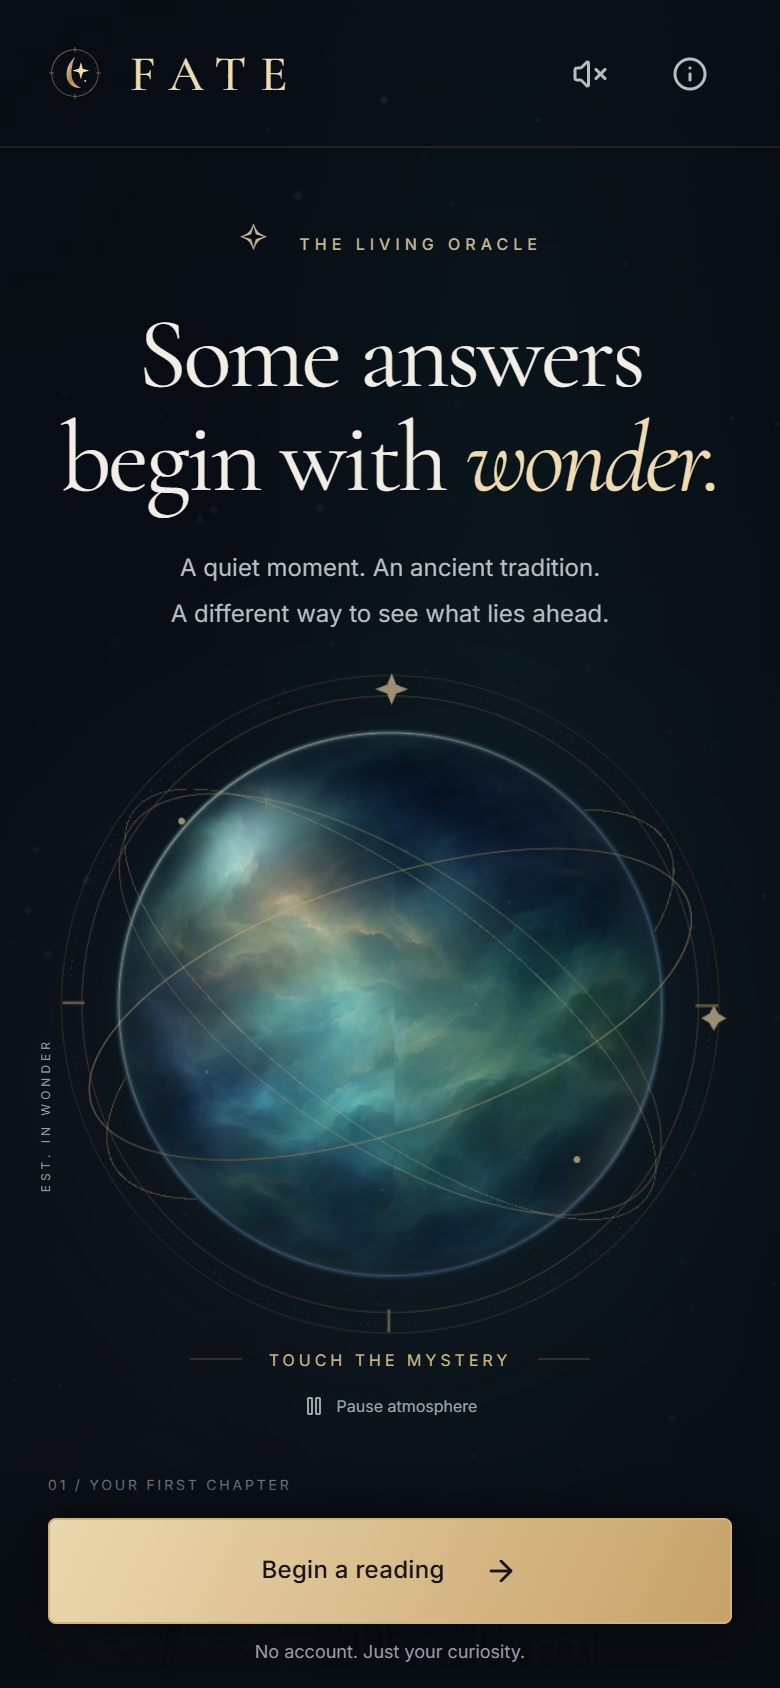 FATE
THE LIVING ORACLE
Some answers
begin with wonder.
A quiet moment. An ancient tradition.
A different way to see what lies ahead.
EST. IN WONDER
TOUCH THE MYSTERY
Pause atmosphere
01 / YOUR FIRST CHAPTER
Begin a reading
No account. Just your curiosity.